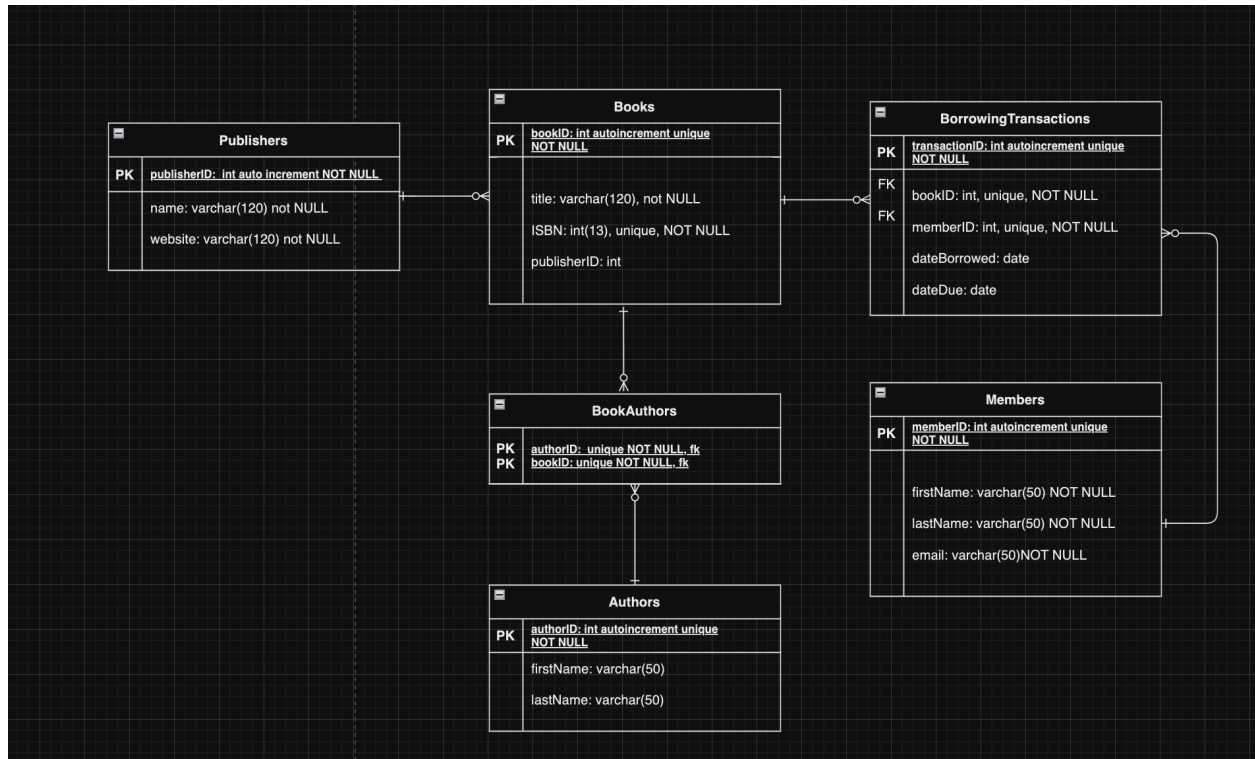 Publishers
PK publisherID: int auto increment NOT NULL
name: varchar(120) not NULL
website: varchar(120) not NULL
Books
PK bookID: int autoincrement unique
NOT NULL
title: varchar(120), not NULL
ISBN: int(13), unique, NOT NULL
publisherID: int
BorrowingTransactions
PK transactionID: int autoincrement unique
NOT NULL
FK bookID: int, unique, NOT NULL
FK memberID: int, unique, NOT NULL
dateBorrowed: date
dateDue: date
BookAuthors
PK authorID: unique NOT NULL, fk
PK bookID: unique NOT NULL, fk
Members
PK memberID: int autoincrement unique
NOT NULL
firstName: varchar(50) NOT NULL
lastName: varchar(50) NOT NULL
email: varchar(50)NOT NULL
Authors
PK authorID: int autoincrement unique
NOT NULL
firstName: varchar(50)
lastName: varchar(50)